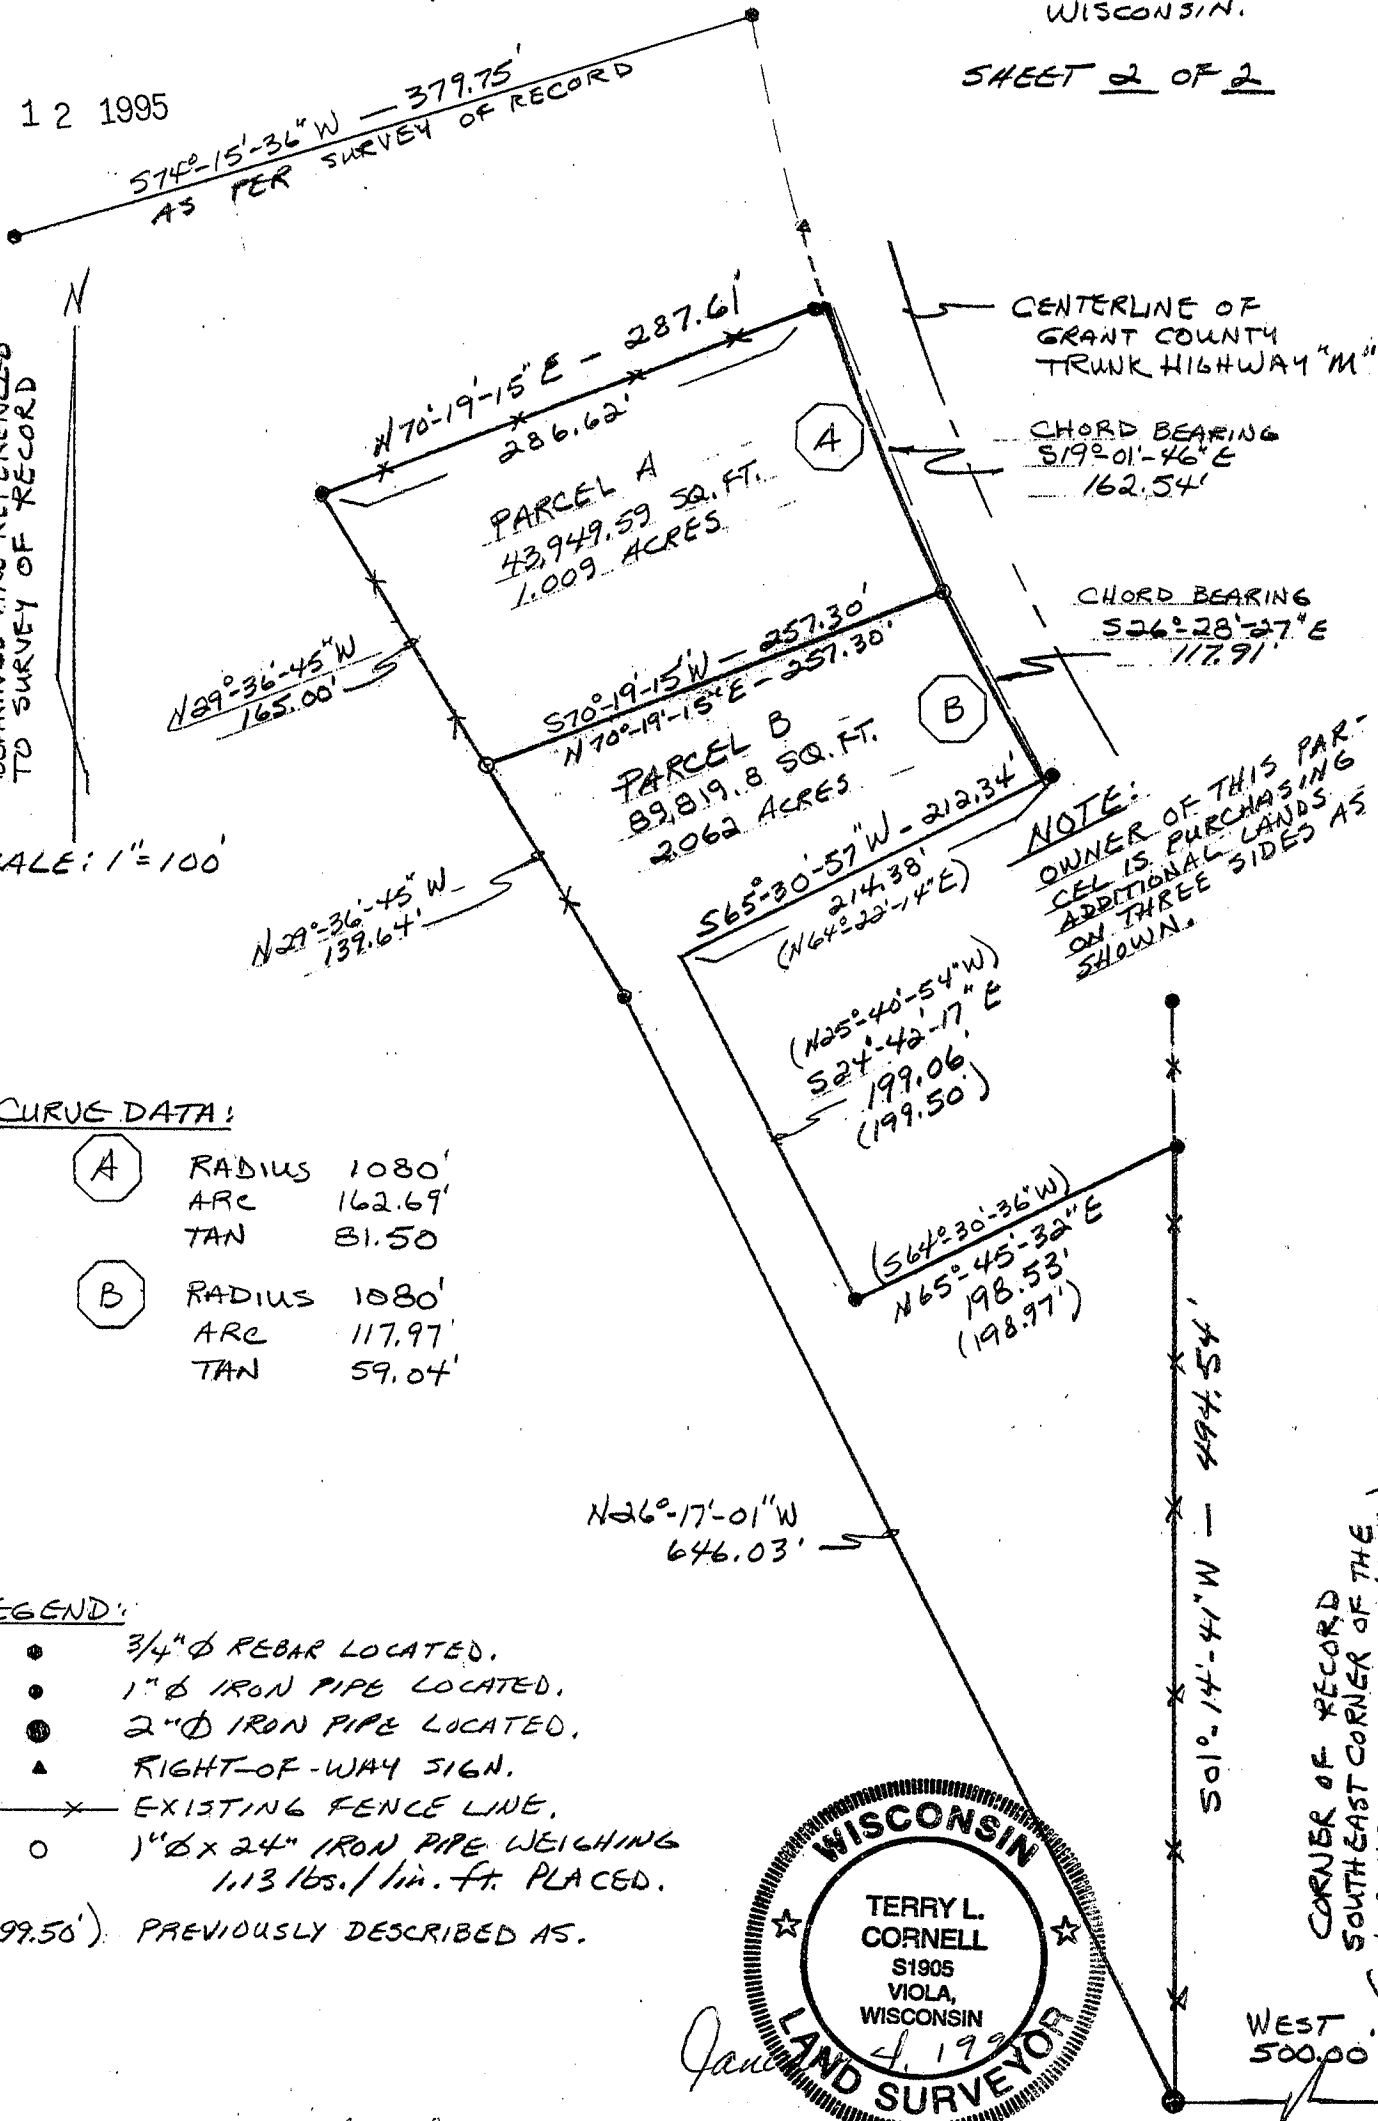 WISCONSIN.
SHEET 2 OF 2
12 1995
S74°-15'-36"W — 379.75'
AS PER SURVEY OF RECORD
N
TO SURVEY OF RECORD
CENTERLINE OF
GRANT COUNTY
TRUNK HIGHWAY "M"
N70°-19'-15"E - 287.61'
286.62'
A
CHORD BEARING
S19°-01'-46"E
162.54'
PARCEL A
43,949.59 SQ. FT.
1.009 ACRES
CHORD BEARING
S26°-28'-27"E
117.91'
N29°-36'-45"W
165.00'
S70°-19'-15"W — 257.30'
N70°-19'-15"E - 257.30'
B
PARCEL B
89,819.8 SQ. FT.
2.062 ACRES
SCALE: 1"=100'
S65°-30'-57"W - 212.34'
214.38'
(N64°-22'-14"E)
NOTE:
OWNER OF THIS PAR-
CEL IS PURCHASING
ADDITIONAL LANDS
ON THREE SIDES AS
SHOWN.
N29°-36'-45"W
139.64'
(N25°-40'-54"W)
S24°-42'-17"E
199.06'
(199.50')
(S64°-30'-36"W)
N65°-45'-32"E
198.53'
(198.97')
CURVE DATA:
A RADIUS 1080'
ARC 162.69'
TAN 81.50
B RADIUS 1080'
ARC 117.97'
TAN 59.04'
S01°-14'-41"W — 494.54'
N26°-17'-01"W
646.03'
CORNER OF RECORD
SOUTHEAST CORNER OF THE
LEGEND:
3/4"Ø REBAR LOCATED.
1"Ø IRON PIPE LOCATED.
2"Ø IRON PIPE LOCATED.
RIGHT-OF-WAY SIGN.
EXISTING FENCE LINE.
1"Ø x 24" IRON PIPE WEIGHING
1.13 lbs./lin. ft. PLACED.
99.50') PREVIOUSLY DESCRIBED AS.
WISCONSIN
TERRY L.
CORNELL
S1905
VIOLA,
WISCONSIN
LAND SURVEYOR
4, 199
WEST
500.00'